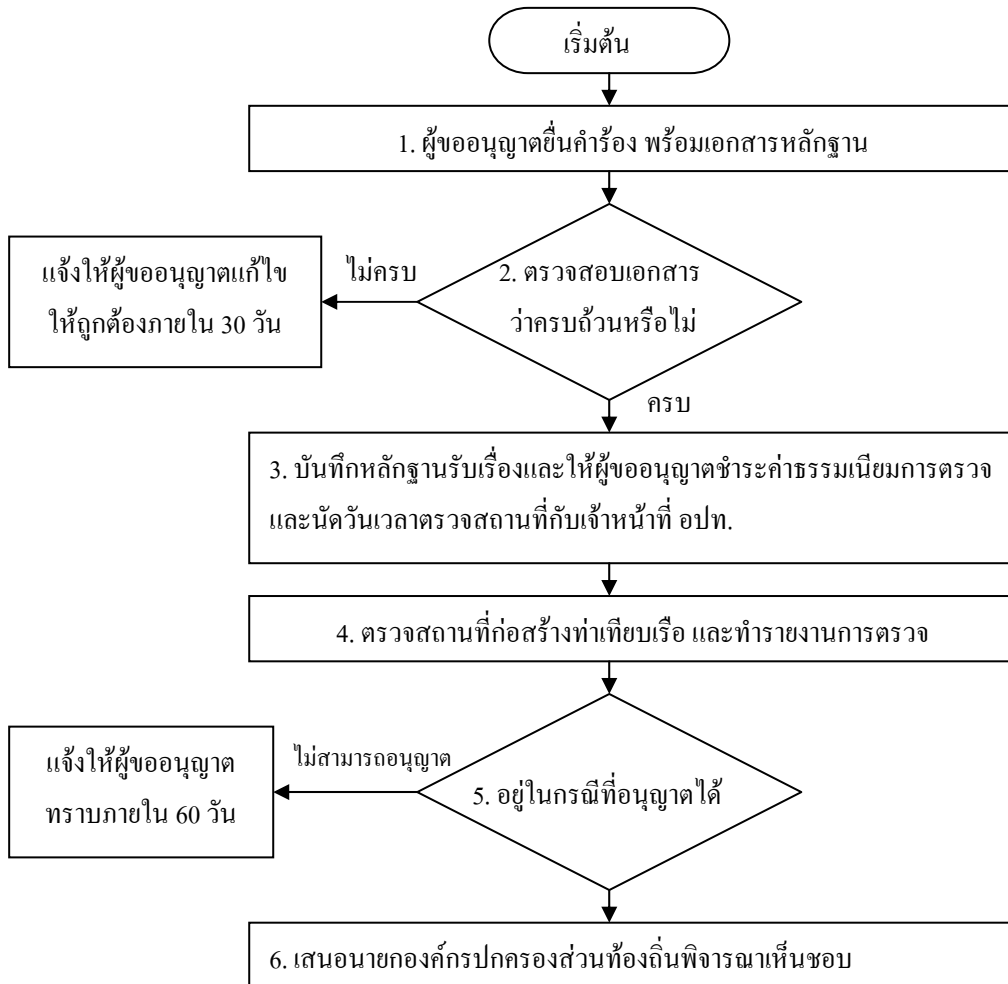 เริ่มต้น
1. ผู้ขออนุญาตยื่นคำร้อง พร้อมเอกสารหลักฐาน
2. ตรวจสอบเอกสาร
ว่าครบถ้วนหรือไม่
ไม่ครบ
แจ้งให้ผู้ขออนุญาตแก้ไข
ให้ถูกต้องภายใน 30 วัน
ครบ
3. บันทึกหลักฐานรับเรื่องและให้ผู้ขออนุญาตชำระค่าธรรมเนียมการตรวจ
และนัดวันเวลาตรวจสถานที่กับเจ้าหน้าที่ อปท.
4. ตรวจสถานที่ก่อสร้างท่าเทียบเรือ และทำรายงานการตรวจ
5. อยู่ในกรณีที่อนุญาตได้
ไม่สามารถอนุญาต
แจ้งให้ผู้ขออนุญาต
ทราบภายใน 60 วัน
6. เสนอนายกองค์กรปกครองส่วนท้องถิ่นพิจารณาเห็นชอบ